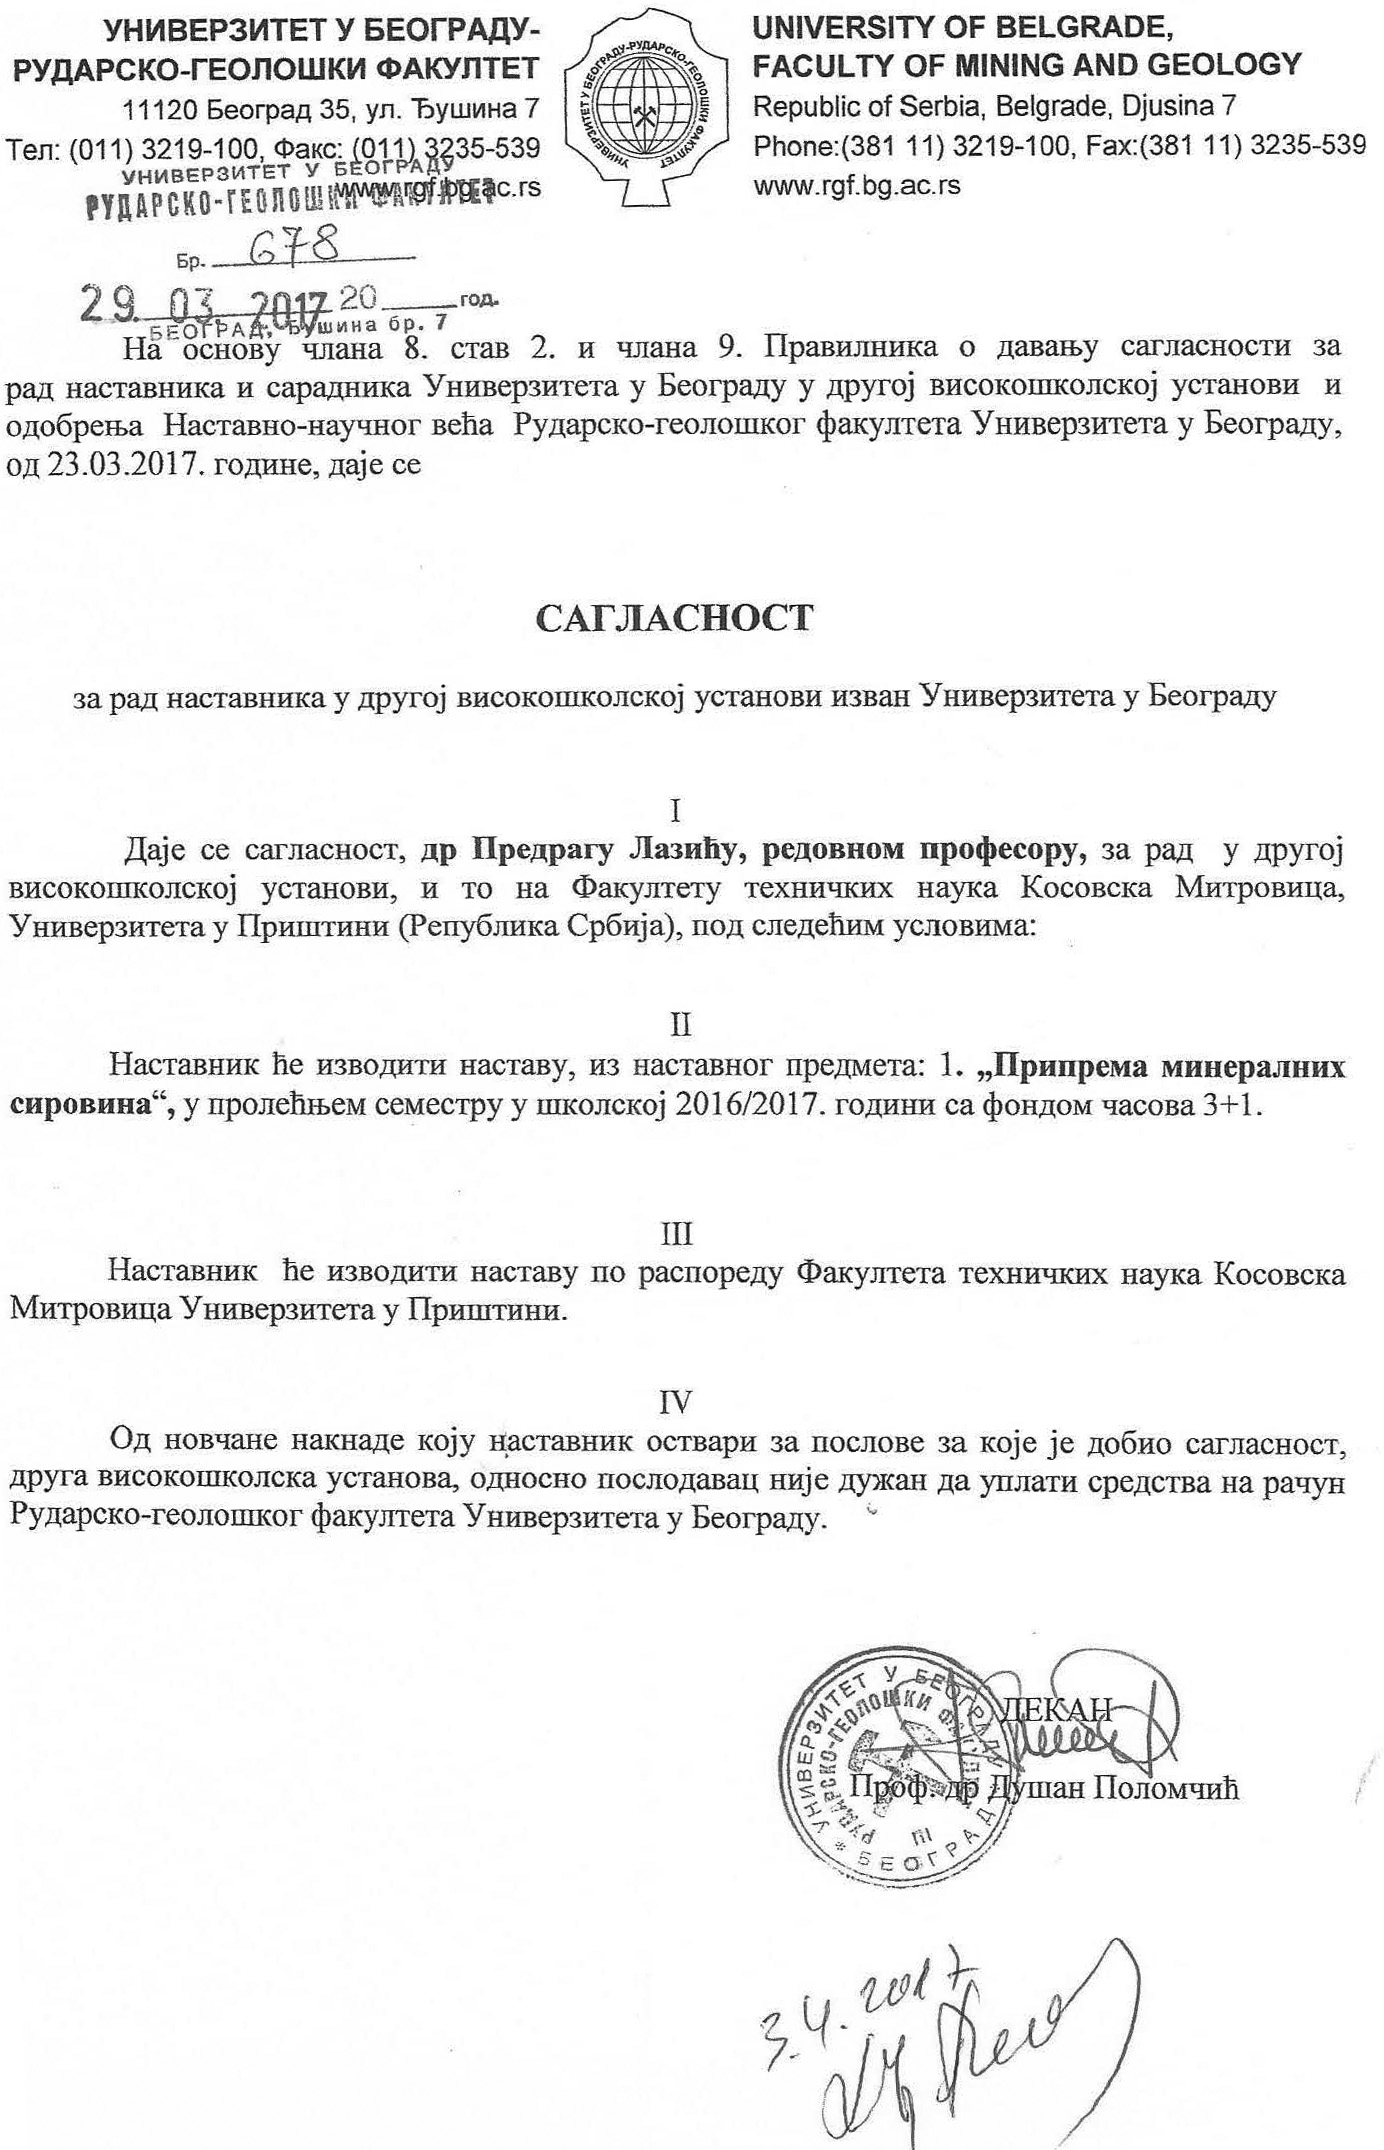 УНИВЕРЗИТЕТ У БЕОГРАДУ-
РУДАРСКО-ГЕОЛОШКИ ФАКУЛТЕТ
11120 Београд 35, ул. Ђушина 7
Тел: (011) 3219-100, Факс: (011) 3235-539
www.rgf.bg.ac.rs
УНИВЕРЗИТЕТ У БЕОГРАДУ-РУДАРСКО-ГЕОЛОШКИ ФАКУЛТЕТ
UNIVERSITY OF BELGRADE,
FACULTY OF MINING AND GEOLOGY
Republic of Serbia, Belgrade, Djusina 7
Phone:(381 11) 3219-100, Fax:(381 11) 3235-539
www.rgf.bg.ac.rs
УНИВЕРЗИТЕТ У БЕОГРАДУ
РУДАРСКО-ГЕОЛОШКИ ФАКУЛТЕТ
Бр. 678
29. 03. 2017 20 год.
БЕОГРАД, Ђушина бр. 7
На основу члана 8. став 2. и члана 9. Правилника о давању сагласности за
рад наставника и сарадника Универзитета у Београду у другој високошколској установи и
одобрења Наставно-научног већа Рударско-геолошког факултета Универзитета у Београду,
од 23.03.2017. године, даје се
САГЛАСНОСТ
за рад наставника у другој високошколској установи изван Универзитета у Београду
I
Даје се сагласност, др Предрагу Лазићу, редовном професору, за рад у другој
високошколској установи, и то на Факултету техничких наука Косовска Митровица,
Универзитета у Приштини (Република Србија), под следећим условима:
II
Наставник ће изводити наставу, из наставног предмета: 1. „Припрема минералних
сировина“, у пролећњем семестру у школској 2016/2017. години са фондом часова 3+1.
III
Наставник ће изводити наставу по распореду Факултета техничких наука Косовска
Митровица Универзитета у Приштини.
IV
Од новчане накнаде коју наставник оствари за послове за које је добио сагласност,
друга високошколска установа, односно послодавац није дужан да уплати средства на рачун
Рударско-геолошког факултета Универзитета у Београду.
ДЕКАН
Проф. др Душан Поломчић
УНИВЕРЗИТЕТ У БЕОГРАДУ
РУДАРСКО-ГЕОЛОШКИ ФАКУЛТЕТ
III
* БЕОГРАД *
3.4.2017